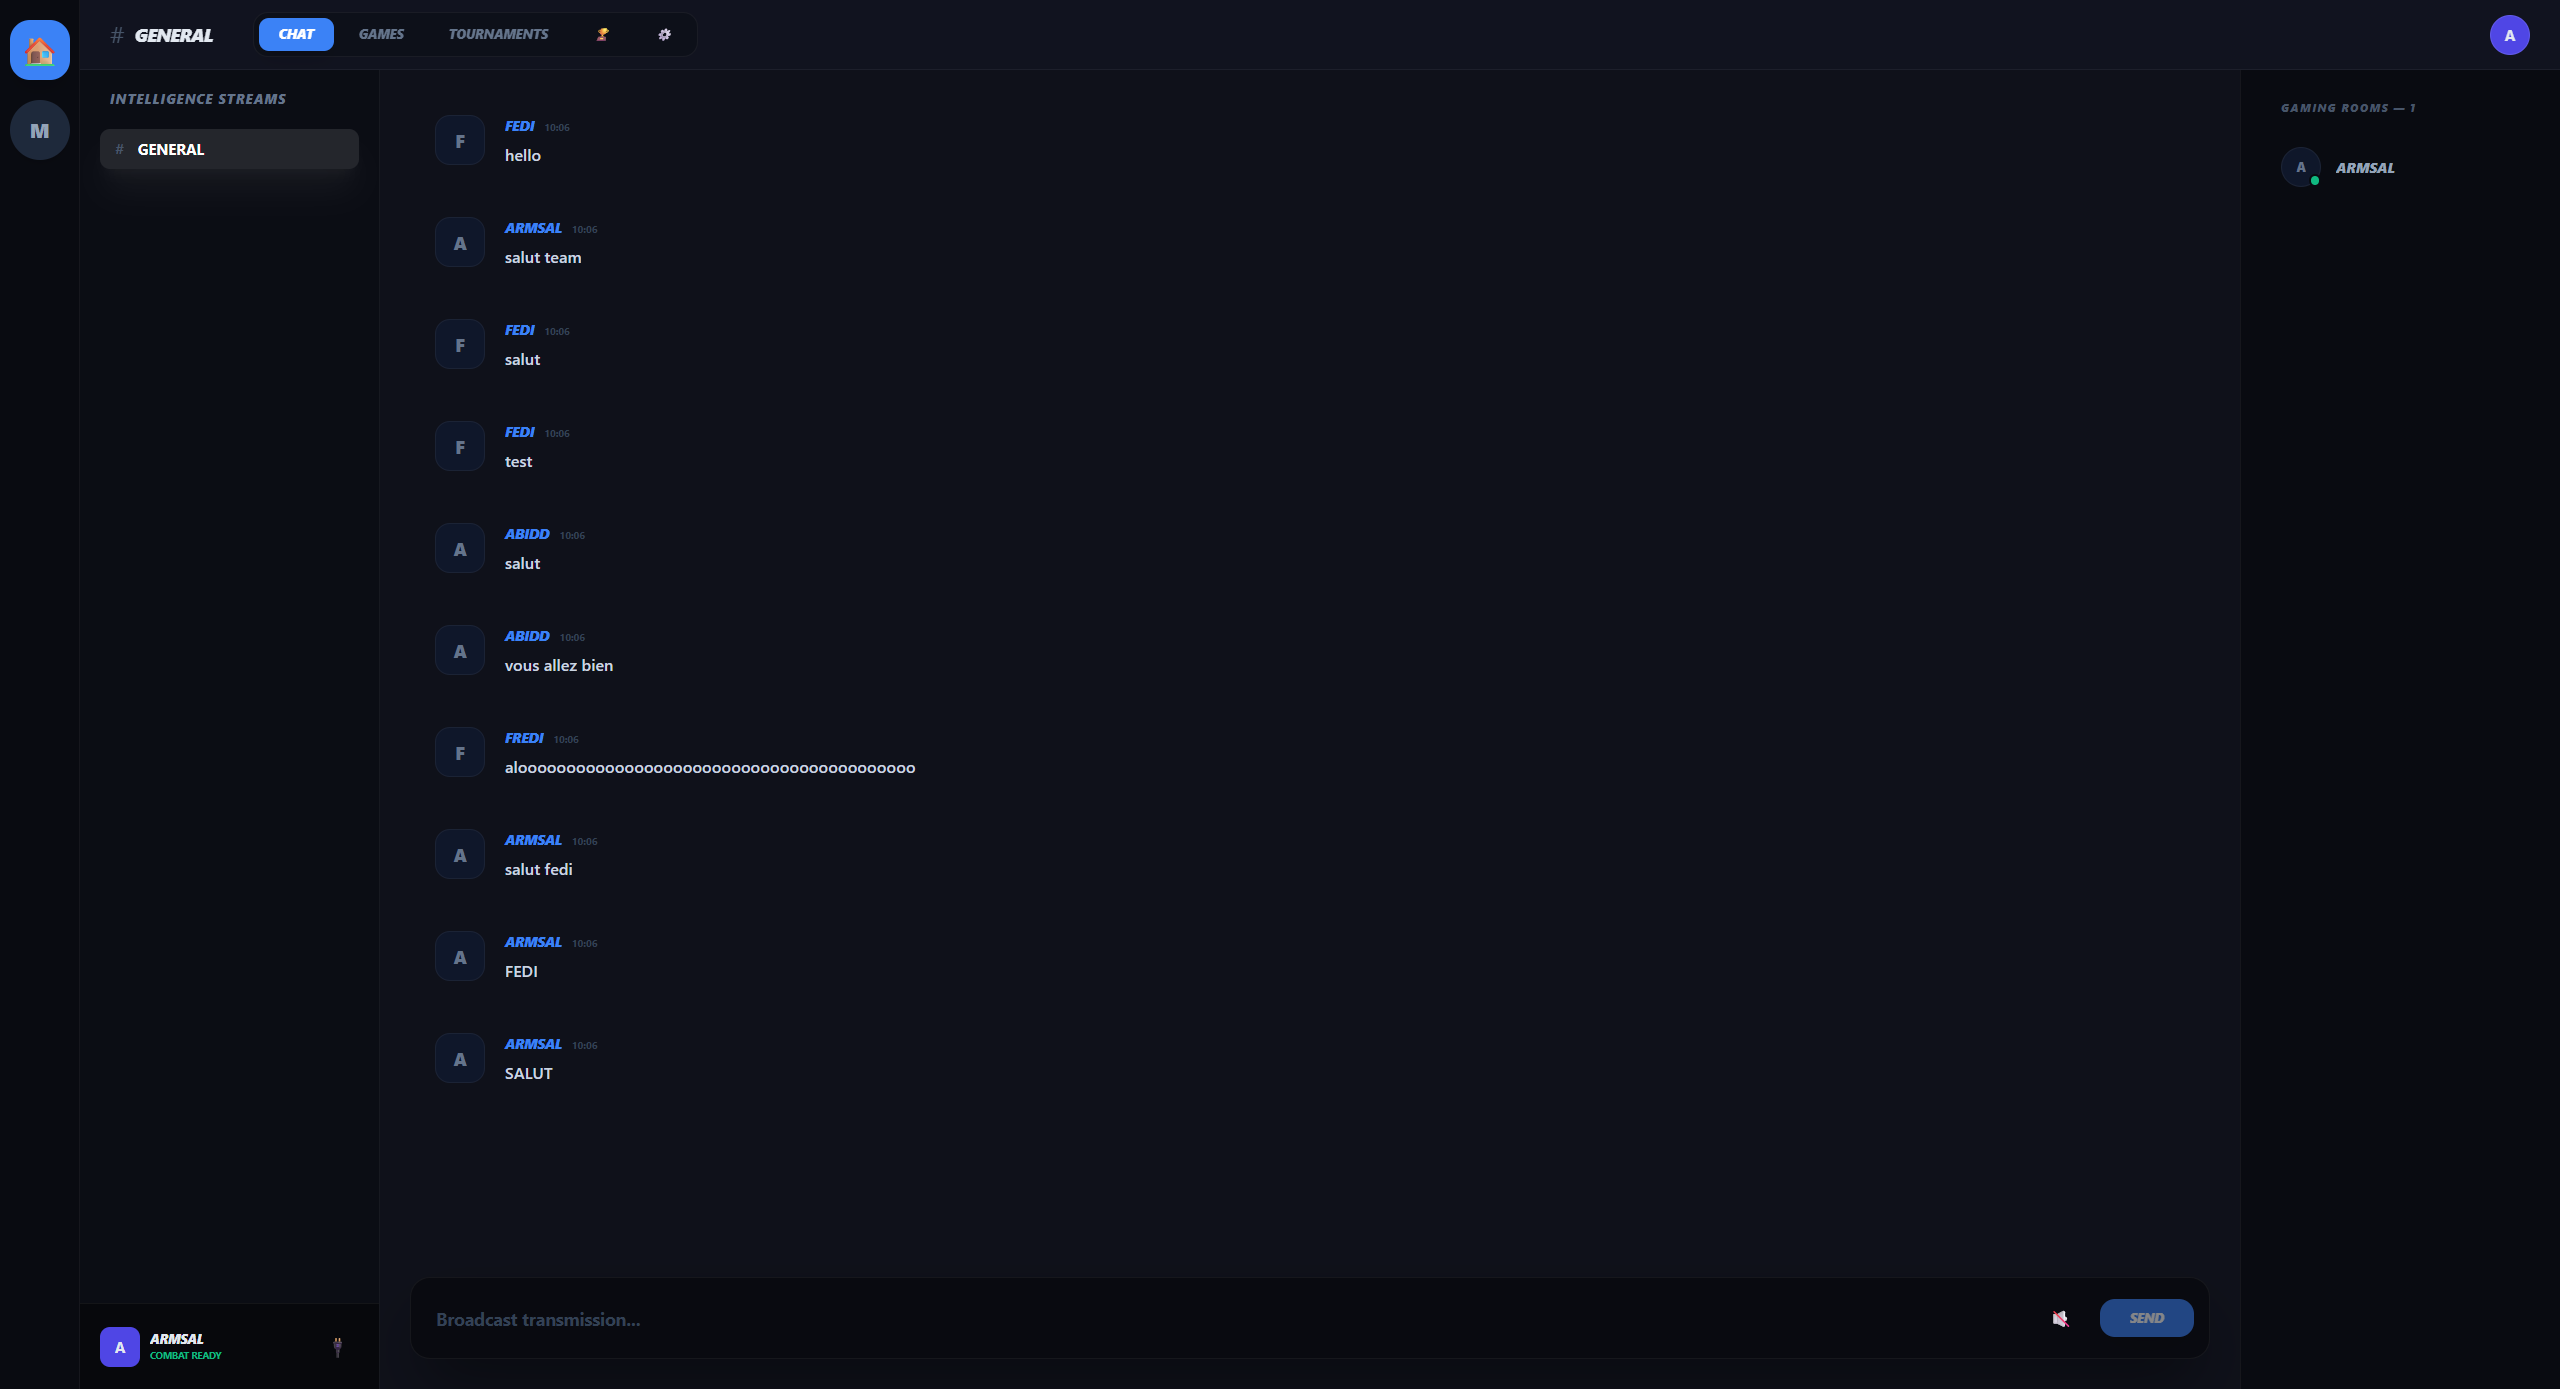 M
# GENERAL
CHAT GAMES TOURNAMENTS
A
INTELLIGENCE STREAMS
# GENERAL
F
FEDI 10:06
hello
A
ARMSAL 10:06
salut team
F
FEDI 10:06
salut
F
FEDI 10:06
test
A
ABIDD 10:06
salut
A
ABIDD 10:06
vous allez bien
F
FREDI 10:06
alooooooooooooooooooooooooooooooooooooooooo
A
ARMSAL 10:06
salut fedi
A
ARMSAL 10:06
FEDI
A
ARMSAL 10:06
SALUT
Broadcast transmission...
SEND
A
ARMSAL
COMBAT READY
GAMING ROOMS — 1
A
ARMSAL